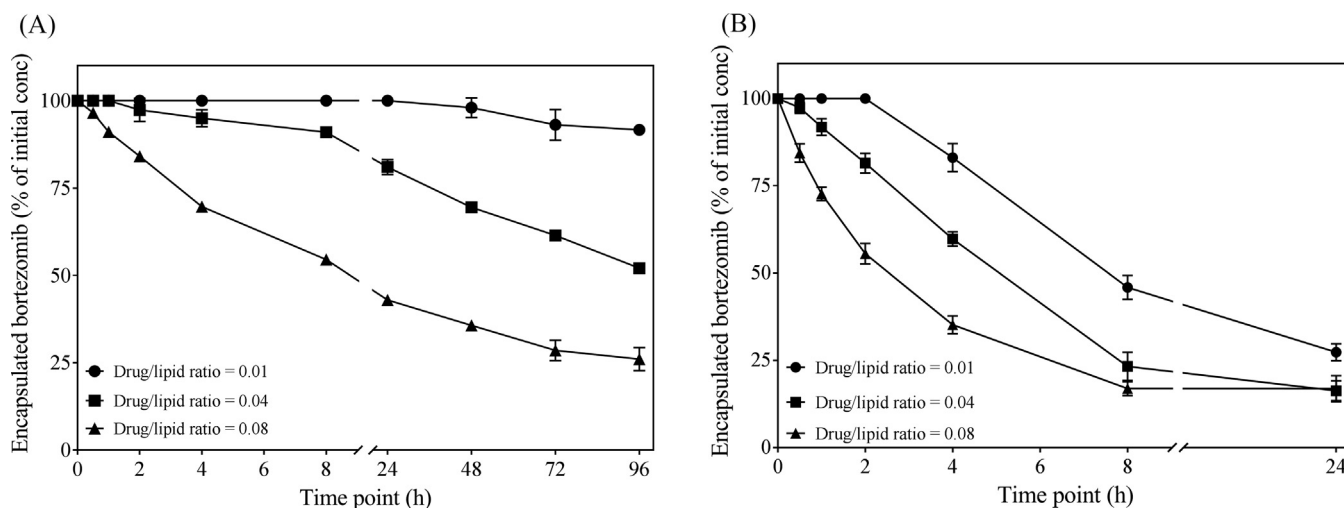 (A)
Encapsulated bortezomib (% of initial conc)
100
75
50
25
0
Drug/lipid ratio = 0.01
Drug/lipid ratio = 0.04
Drug/lipid ratio = 0.08
0 2 4 6 8 24 48 72 96
Time point (h)
(B)
Encapsulated bortezomib (% of initial conc)
100
75
50
25
0
Drug/lipid ratio = 0.01
Drug/lipid ratio = 0.04
Drug/lipid ratio = 0.08
0 2 4 6 8 24
Time point (h)